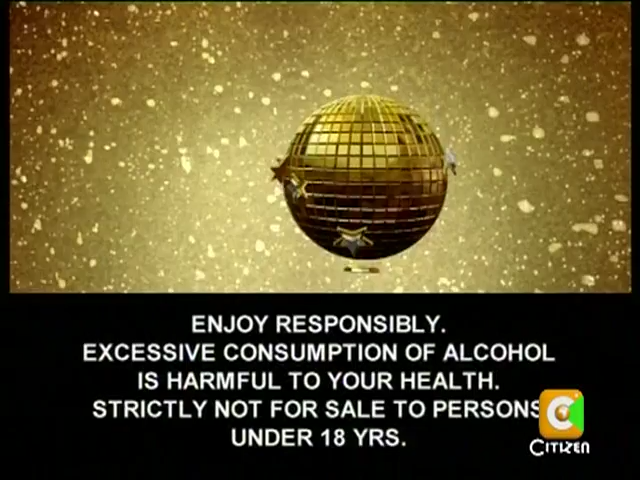 ENJOY RESPONSIBLY.
EXCESSIVE CONSUMPTION OF ALCOHOL
IS HARMFUL TO YOUR HEALTH.
STRICTLY NOT FOR SALE TO PERSONS
UNDER 18 YRS.
CITIZEN